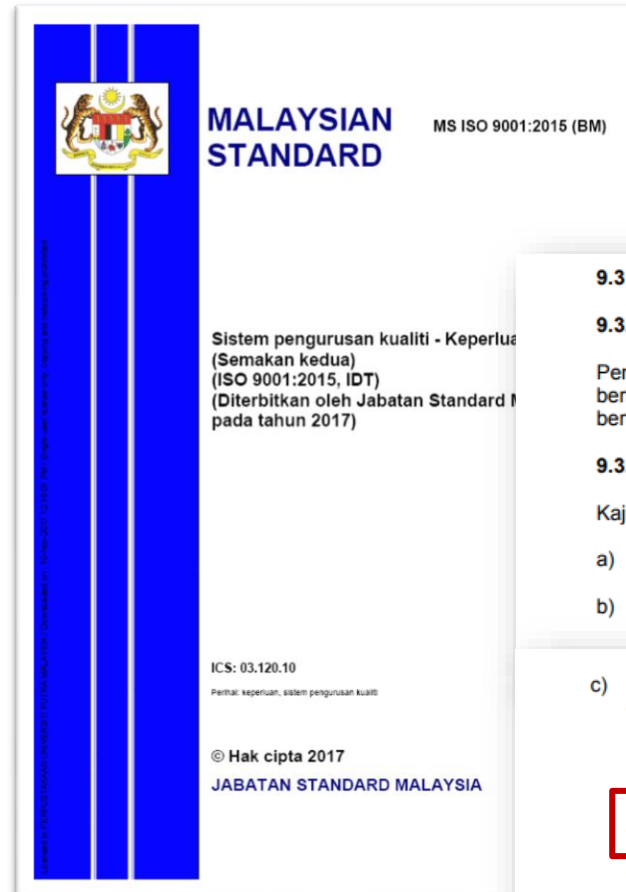 MALAYSIAN
STANDARD
MS ISO 9001:2015 (BM)
Sistem pengurusan kualiti - Keperlua
(Semakan kedua)
(ISO 9001:2015, IDT)
(Diterbitkan oleh Jabatan Standard M
pada tahun 2017)
ICS: 03.120.10
Perihal: keperluan, sistem pengurusan kualiti
© Hak cipta 2017
JABATAN STANDARD MALAYSIA
9.3
9.3.
Per
ber
ber
9.3.
Kaj
a)
b)
c)